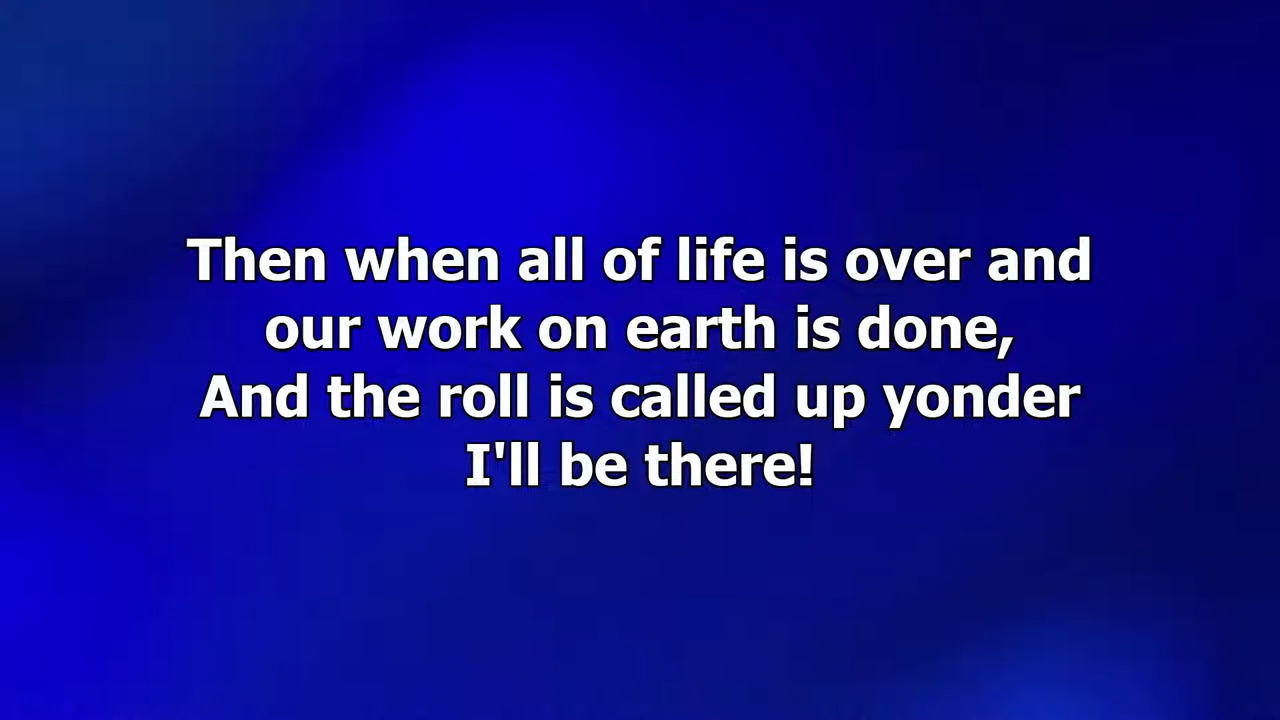 Then when all of life is over and
our work on earth is done,
And the roll is called up yonder
I'll be there!